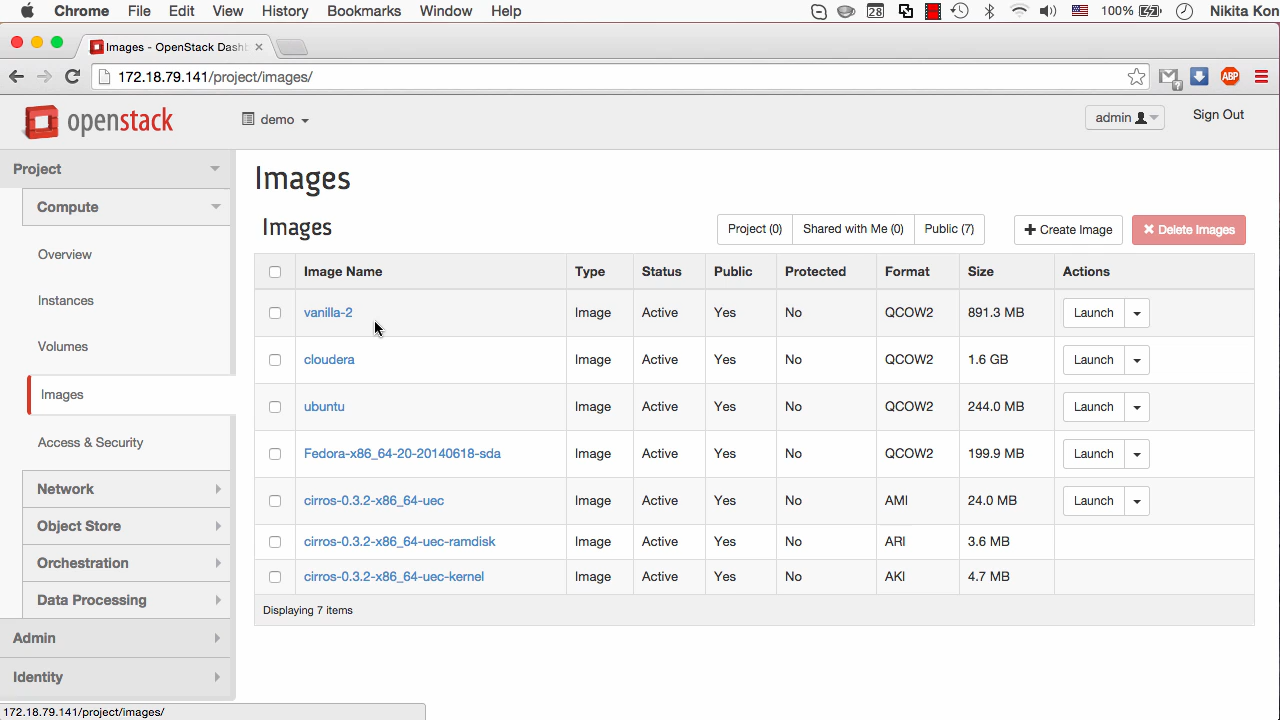 Chrome File Edit View History Bookmarks Window Help 28 100% Nikita Kon
Images - OpenStack Dashb
172.18.79.141/project/images/
openstack demo admin Sign Out
Project
Compute
Overview
Instances
Volumes
Images
Access & Security
Network
Object Store
Orchestration
Data Processing
Admin
Identity
Images
Images Project (0) Shared with Me (0) Public (7) Create Image Delete Images
Image Name Type Status Public Protected Format Size Actions
vanilla-2 Image Active Yes No QCOW2 891.3 MB Launch
cloudera Image Active Yes No QCOW2 1.6 GB Launch
ubuntu Image Active Yes No QCOW2 244.0 MB Launch
Fedora-x86_64-20-20140618-sda Image Active Yes No QCOW2 199.9 MB Launch
cirros-0.3.2-x86_64-uec Image Active Yes No AMI 24.0 MB Launch
cirros-0.3.2-x86_64-uec-ramdisk Image Active Yes No ARI 3.6 MB
cirros-0.3.2-x86_64-uec-kernel Image Active Yes No AKI 4.7 MB
Displaying 7 items
172.18.79.141/project/images/
ABP